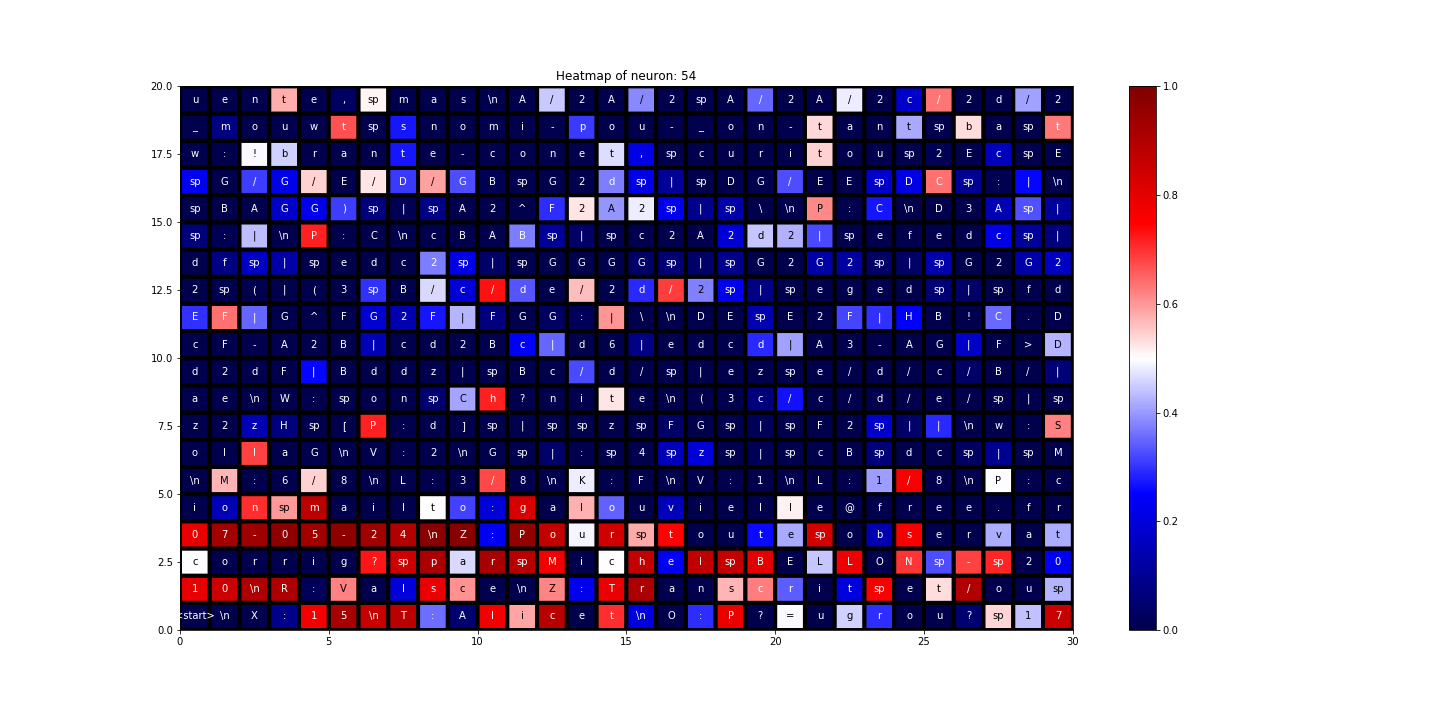 Heatmap of neuron: 54
20.0 u e n t e , sp m a s \n A / 2 A / 2 sp A / 2 A / 2 c / 2 d / 2 1.0
_ m o u w t sp s n o m i - p o u - _ o n - t a n t sp b a sp t
17.5 w : ! b r a n t e - c o n e t , sp c u r i t o u sp 2 E c sp E
sp G / G / E / D / G B sp G 2 d sp | sp D G / E E sp D C sp : | \n 0.8
15.0 sp B A G G ) sp | sp A 2 ^ F 2 A 2 sp | sp \ \n P : C \n D 3 A sp |
sp : | \n P : C \n c B A B sp | sp c 2 A 2 d 2 | sp e f e d c sp |
d f sp | sp e d c 2 sp | sp G G G G sp | sp G 2 G 2 sp | sp G 2 G 2
12.5 2 sp ( | ( 3 sp B / c / d e / 2 d / 2 sp | sp e g e d sp | sp f d 0.6
E F | G ^ F G 2 F | F G G : | \ \n D E sp E 2 F | H B ! C . D
10.0 c F - A 2 B | c d 2 B c | d 6 | e d c d | A 3 - A G | F > D
d 2 d F | B d d z | sp B c / d / sp | e z sp e / d / c / B / |
a e \n W : sp o n sp C h ? n i t e \n ( 3 c / c / d / e / sp | sp 0.4
7.5 z 2 z H sp [ P : d ] sp | sp sp z sp F G sp | sp F 2 sp | | \n w : S
o l l a G \n V : 2 \n G sp | : sp 4 sp z sp | sp c B sp d c sp | sp M
5.0 \n M : 6 / 8 \n L : 3 / 8 \n K : F \n V : 1 \n L : 1 / 8 \n P : c
i o n sp m a i l t o : g a l o u v i e l l e @ f r e e . f r 0.2
0 7 - 0 5 - 2 4 \n Z : P o u r sp t o u t e sp o b s e r v a t
2.5 c o r r i g ? sp p a r sp M i c h e l sp B E L L O N sp - sp 2 0
1 0 \n R : V a l s c e \n Z : T r a n s c r i t sp e t / o u sp
0.0 <start> \n X : 1 5 \n T : A l i c e t \n O : P ? = u g r o u ? sp 1 7 0.0
0 5 10 15 20 25 30